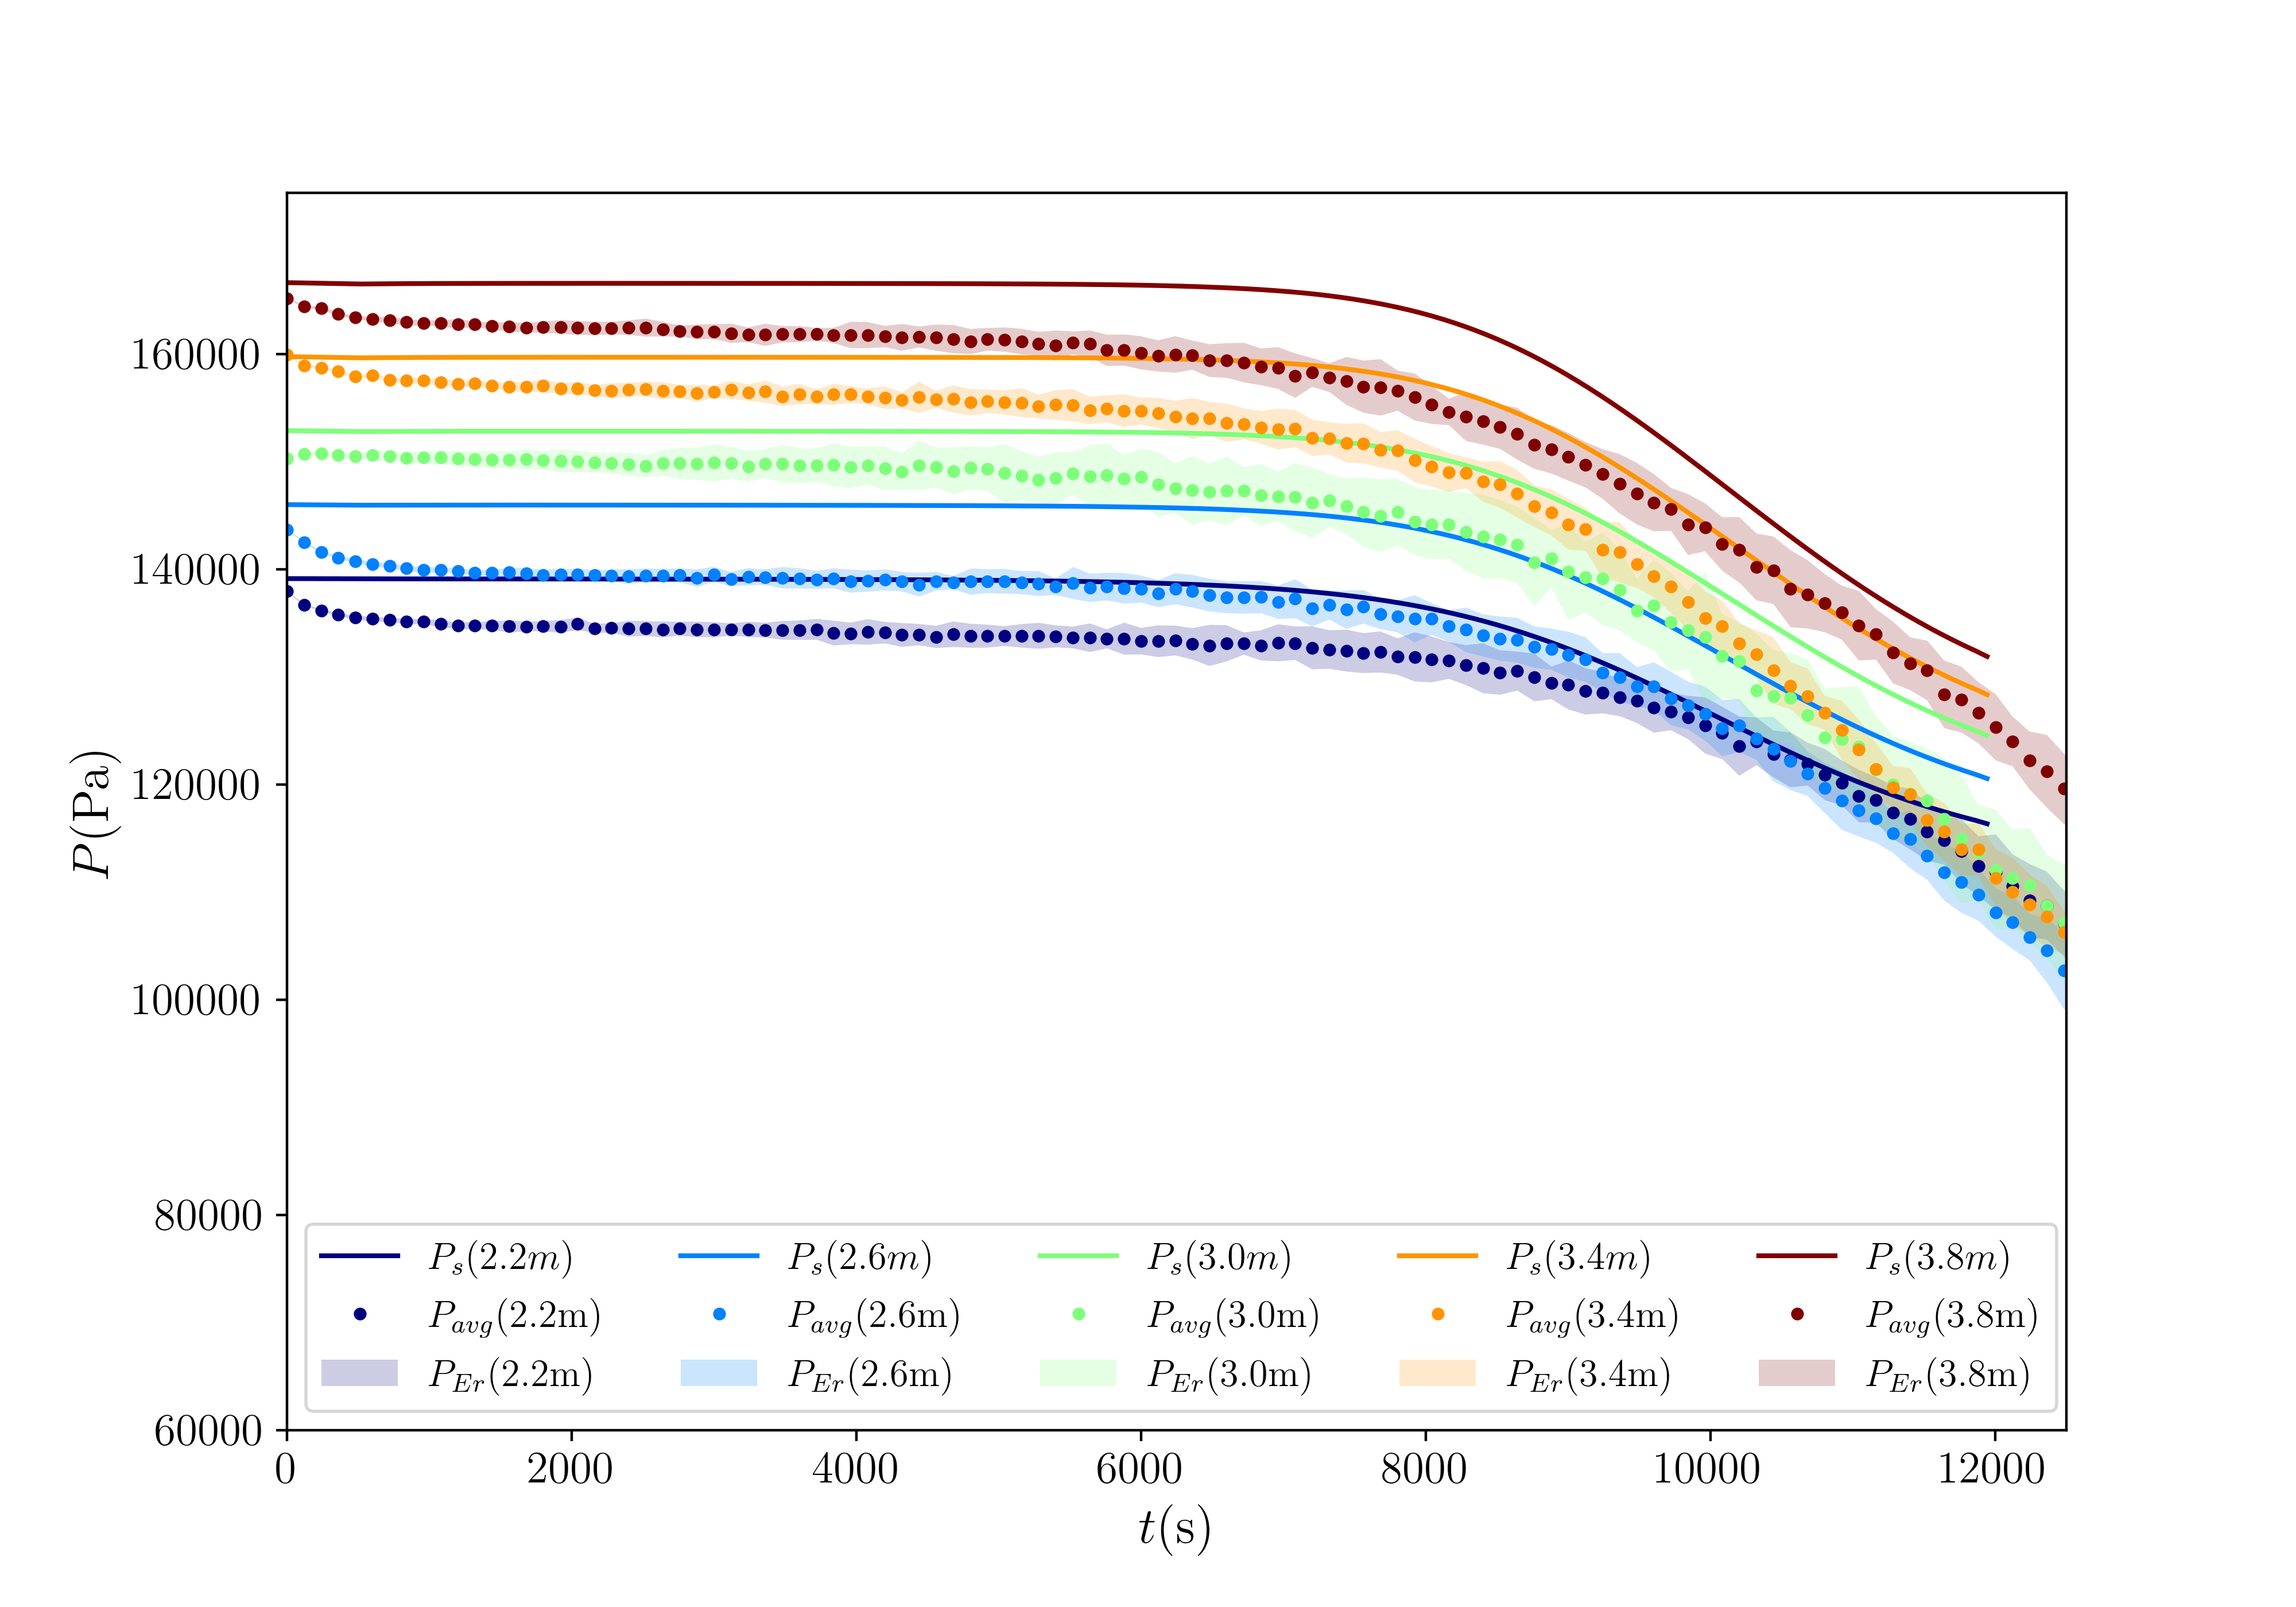 160000
140000
120000
100000
80000
60000
P(Pa)
P_s(2.2m) P_s(2.6m) P_s(3.0m) P_s(3.4m) P_s(3.8m)
P_avg(2.2m) P_avg(2.6m) P_avg(3.0m) P_avg(3.4m) P_avg(3.8m)
P_Er(2.2m) P_Er(2.6m) P_Er(3.0m) P_Er(3.4m) P_Er(3.8m)
0 2000 4000 6000 8000 10000 12000
t(s)